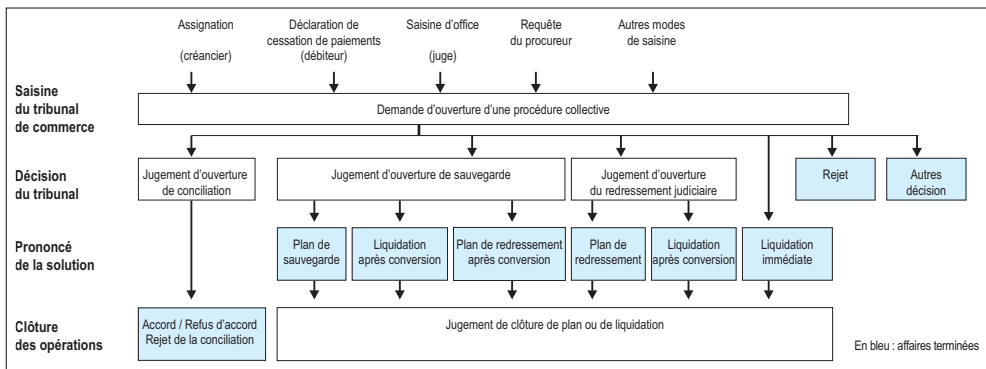 Assignation
(créancier)
Déclaration de
cessation de paiements
(débiteur)
Saisine d'office
(juge)
Requête
du procureur
Autres modes
de saisine
Saisine
du tribunal
de commerce
Demande d'ouverture d'une procédure collective
Décision
du tribunal
Jugement d'ouverture
de conciliation
Jugement d'ouverture de sauvegarde
Jugement d'ouverture
du redressement judiciaire
Rejet
Autres
décision
Prononcé
de la solution
Plan de
sauvegarde
Liquidation
après conversion
Plan de redressement
après conversion
Plan de
redressement
Liquidation
après conversion
Liquidation
immédiate
Clôture
des opérations
Accord / Refus d'accord
Rejet de la conciliation
Jugement de clôture de plan ou de liquidation
En bleu : affaires terminées